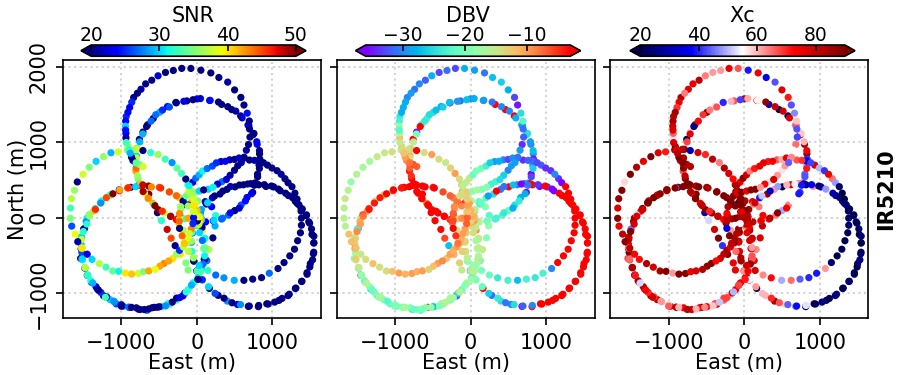 SNR DBV Xc
20 30 40 50 −30 −20 −10 20 40 60 80
2000
1000
0
−1000
North (m)
IR5210
−1000 0 1000 −1000 0 1000 −1000 0 1000
East (m) East (m) East (m)